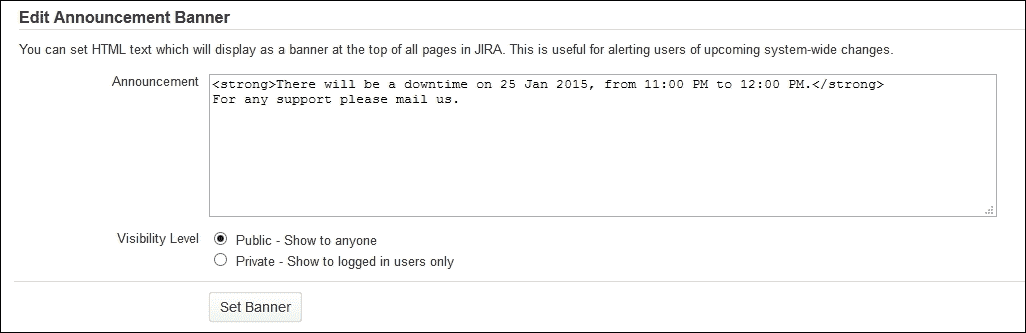 Edit Announcement Banner
You can set HTML text which will display as a banner at the top of all pages in JIRA. This is useful for alerting users of upcoming system-wide changes.
Announcement
<strong>There will be a downtime on 25 Jan 2015, from 11:00 PM to 12:00 PM.</strong>
For any support please mail us.
Visibility Level
Public - Show to anyone
Private - Show to logged in users only
Set Banner